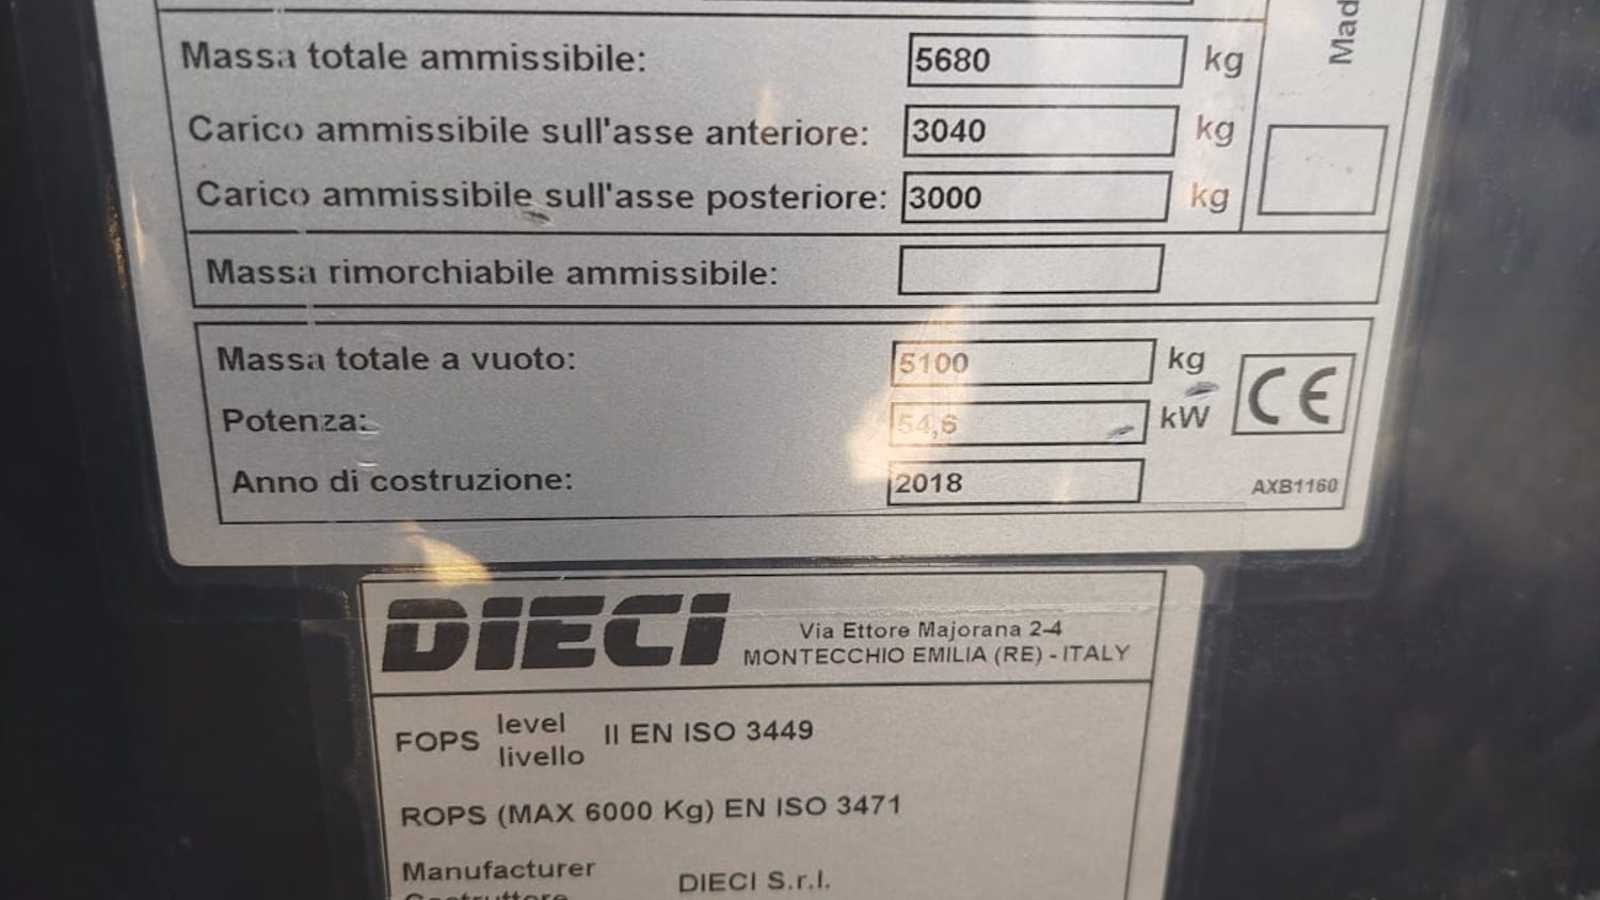 Mad
Massa totale ammissibile: 5680 kg
Carico ammissibile sull'asse anteriore: 3040 kg
Carico ammissibile sull'asse posteriore: 3000 kg
Massa rimorchiabile ammissibile:
Massa totale a vuoto: 5100 kg
Potenza: 54,6 kW
CE
Anno di costruzione: 2018
AXB1160
DIECI
Via Ettore Majorana 2-4
MONTECCHIO EMILIA (RE) - ITALY
FOPS level livello II EN ISO 3449
ROPS (MAX 6000 Kg) EN ISO 3471
Manufacturer
Costruttore
DIECI S.r.l.